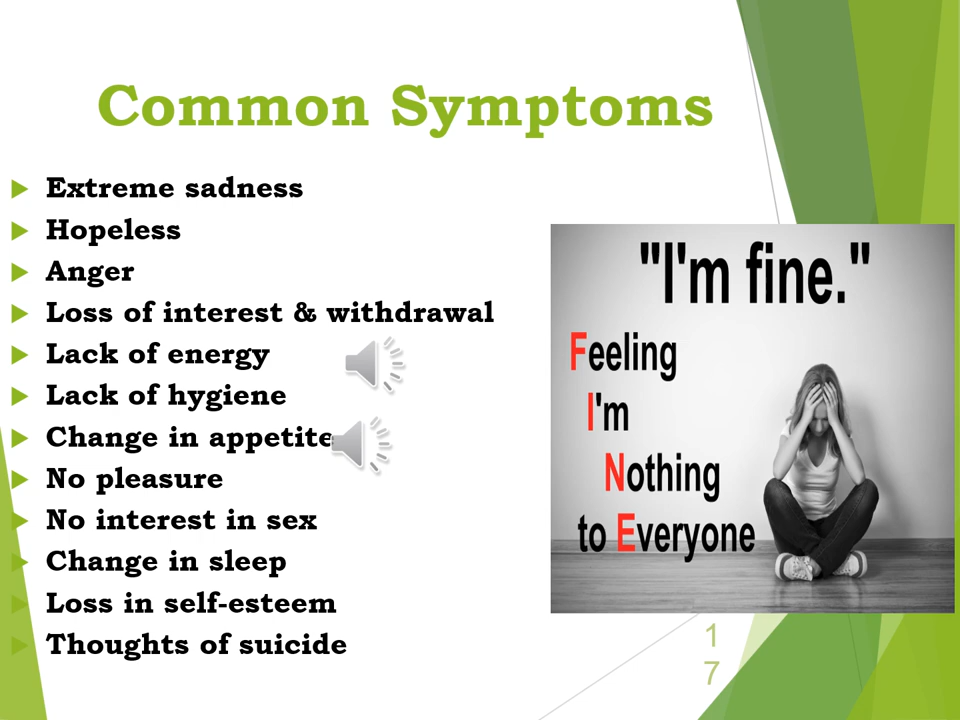 Common Symptoms
Extreme sadness
Hopeless
Anger
Loss of interest & withdrawal
Lack of energy
Lack of hygiene
Change in appetite
No pleasure
No interest in sex
Change in sleep
Loss in self-esteem
Thoughts of suicide
"I'm fine."
Feeling
I'm
Nothing
to Everyone
1
7